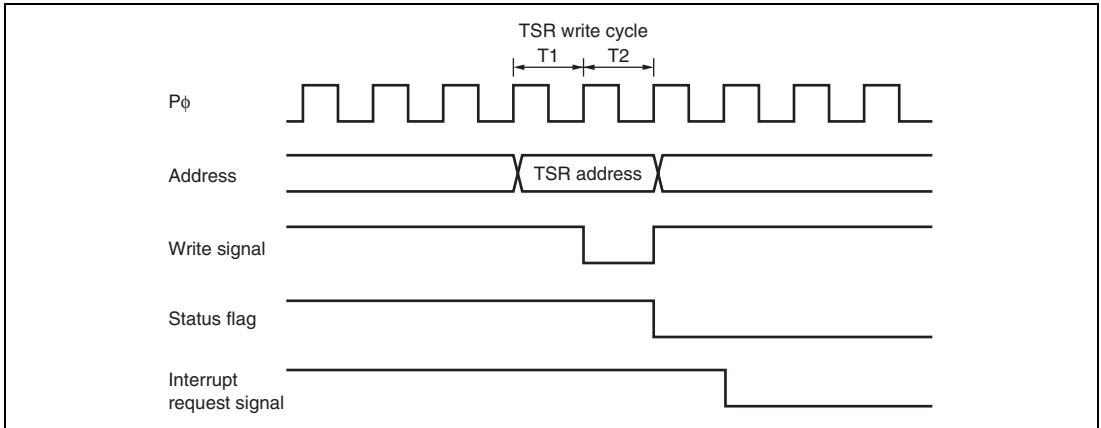 TSR write cycle
T1 T2
Pϕ
Address
TSR address
Write signal
Status flag
Interrupt
request signal